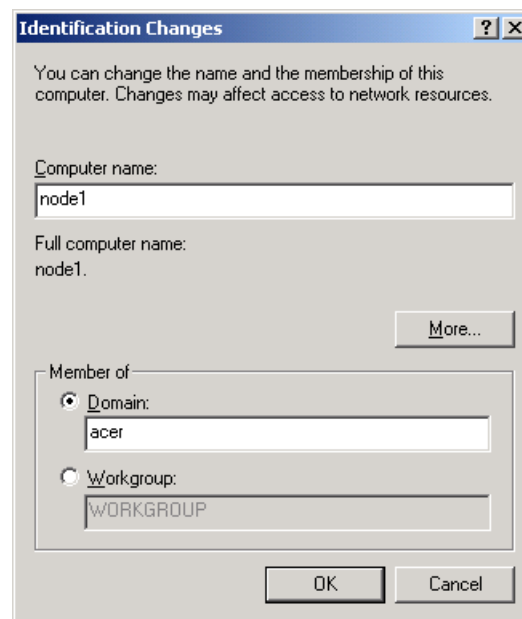 Identification Changes
You can change the name and the membership of this
computer. Changes may affect access to network resources.
Computer name:
node1
Full computer name:
node1.
More...
Member of
Domain:
acer
Workgroup:
WORKGROUP
OK Cancel